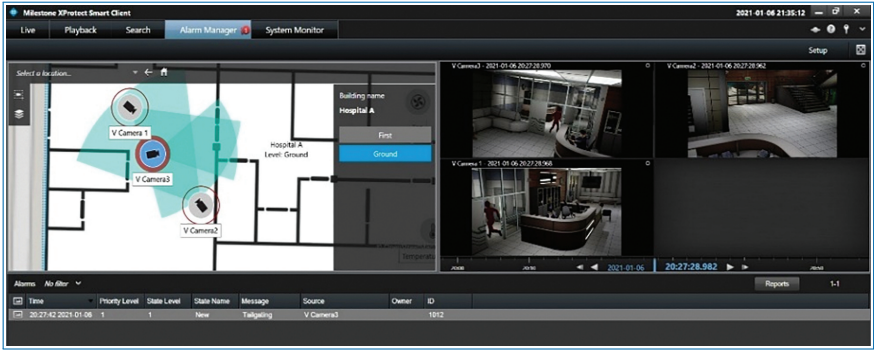 Milestone XProtect Smart Client
2021-01-06 21:35:12
Live Playback Search Alarm Manager 1 System Monitor
Setup
Select a location...
V Camera 1
V Camera3
V Camera2
Hospital A
Level: Ground
Building name
Hospital A
First
Ground
V Camera3 - 2021-01-06 20:27:28.970
V Camera2 - 2021-01-06 20:27:28.962
V Camera 1 - 2021-01-06 20:27:28.968
2021-01-06 20:27:28.982
Alarms No filter
Reports 1-1
Time Priority Level State Level State Name Message Source Owner ID
20:27:42 2021-01-06 1 1 New Tailgating V Camera3 1012